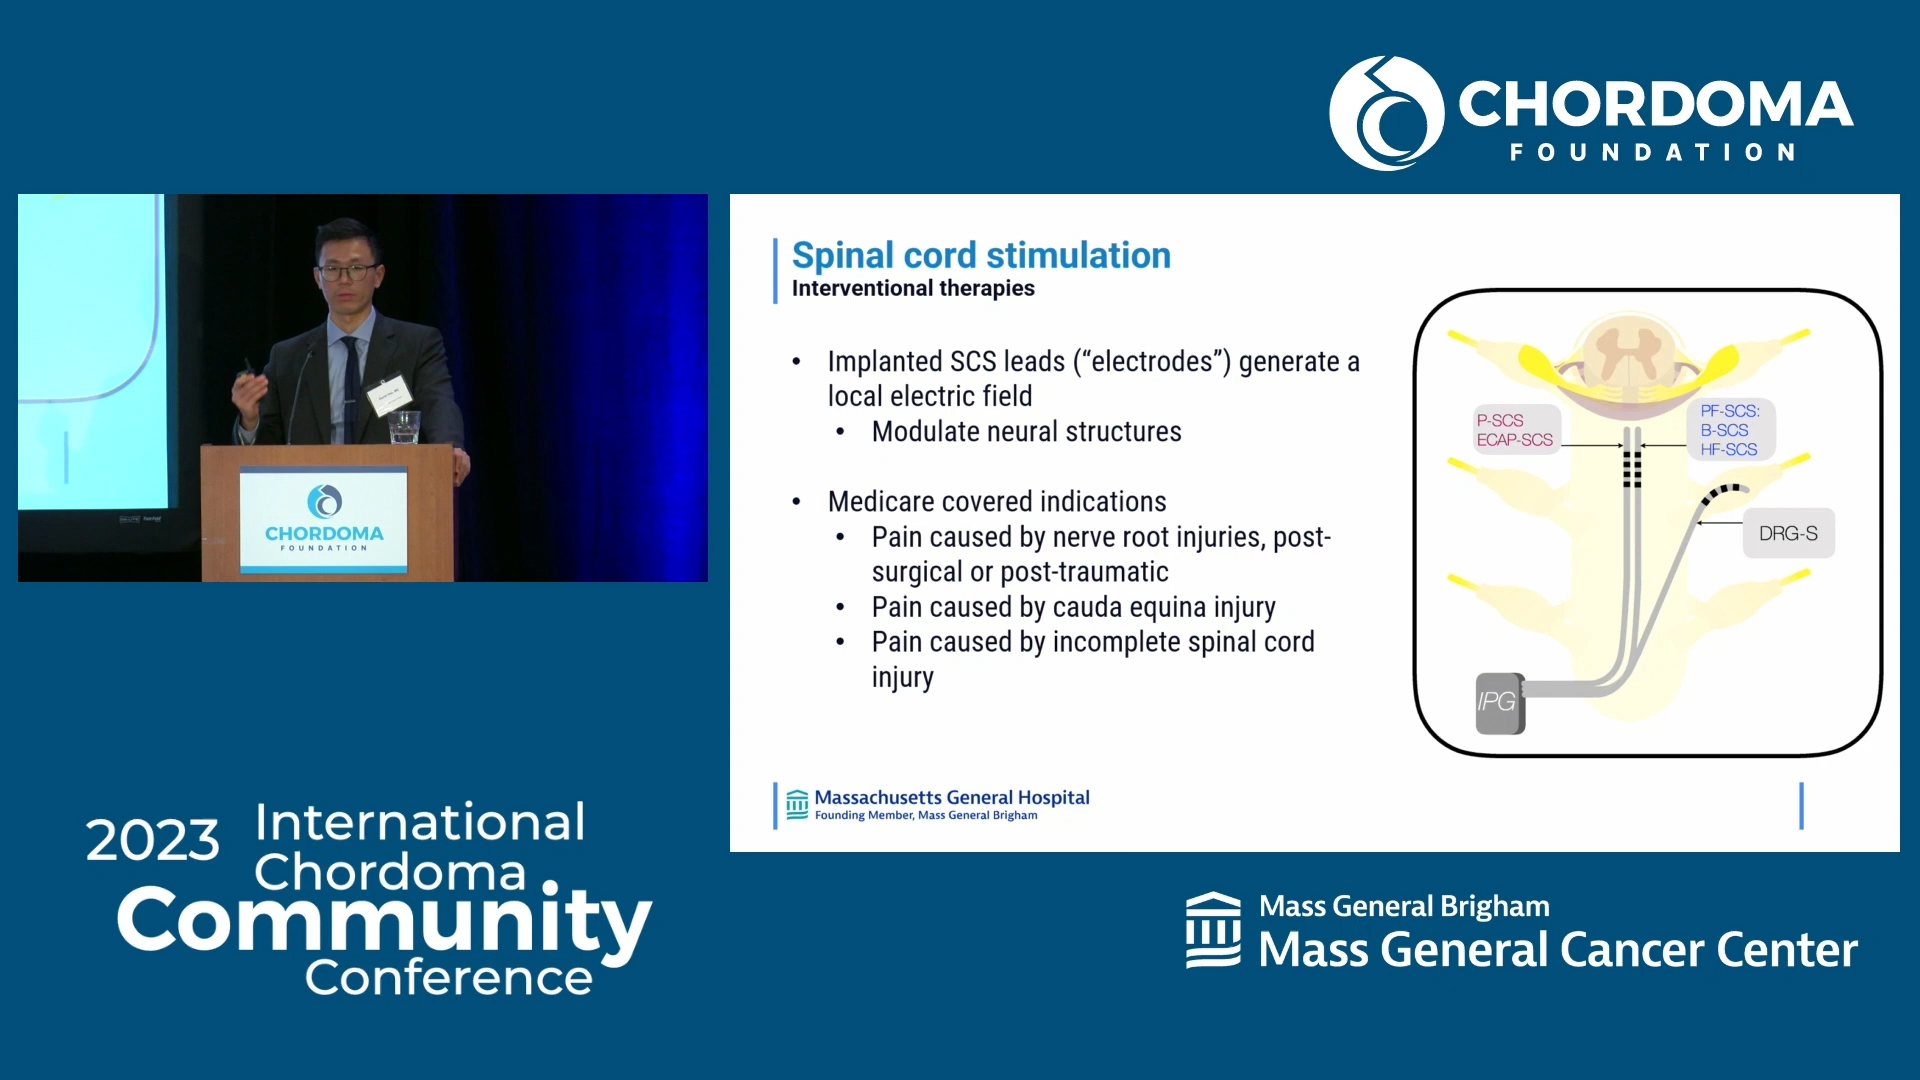 CHORDOMA
FOUNDATION
Spinal cord stimulation
Interventional therapies
• Implanted SCS leads (“electrodes”) generate a
local electric field
• Modulate neural structures
• Medicare covered indications
• Pain caused by nerve root injuries, post-
surgical or post-traumatic
• Pain caused by cauda equina injury
• Pain caused by incomplete spinal cord
injury
P-SCS
ECAP-SCS
PF-SCS:
B-SCS
HF-SCS
DRG-S
IPG
Massachusetts General Hospital
Founding Member, Mass General Brigham
CHORDOMA
FOUNDATION
2023 International
Chordoma
Community
Conference
Mass General Brigham
Mass General Cancer Center